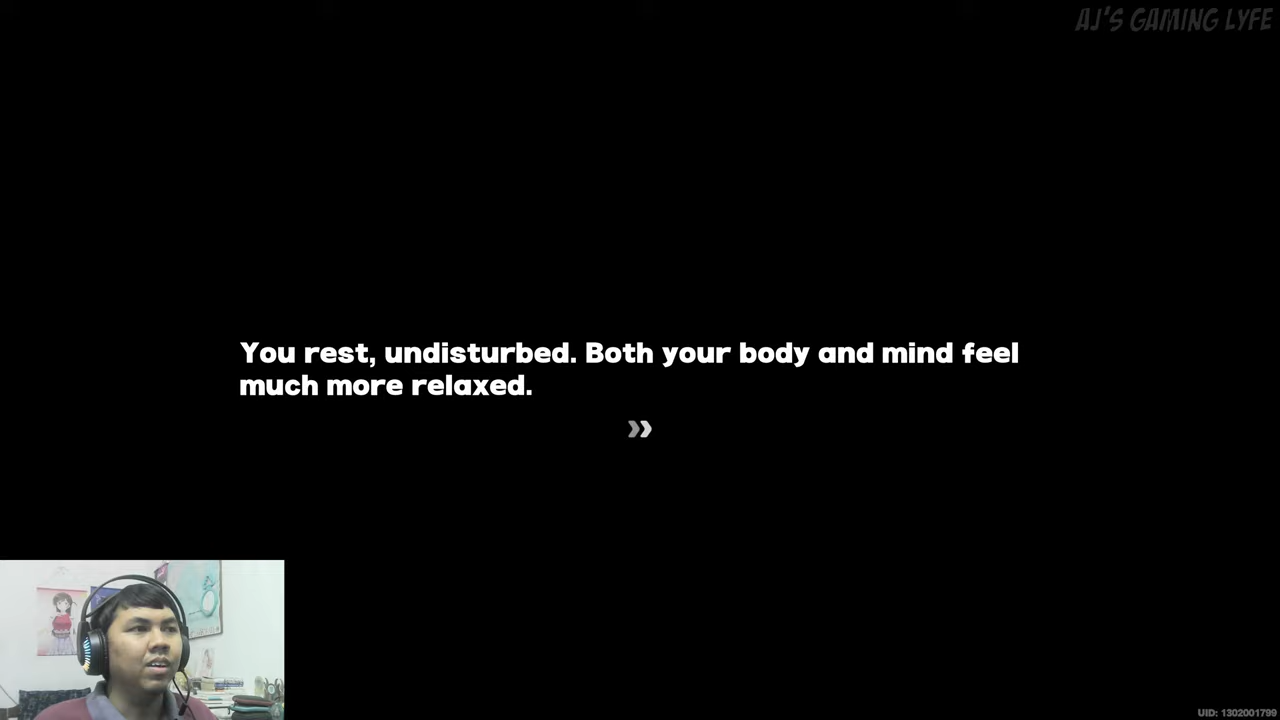 AJ'S GAMING LYFE
You rest, undisturbed. Both your body and mind feel
much more relaxed.
UID: 1302001799